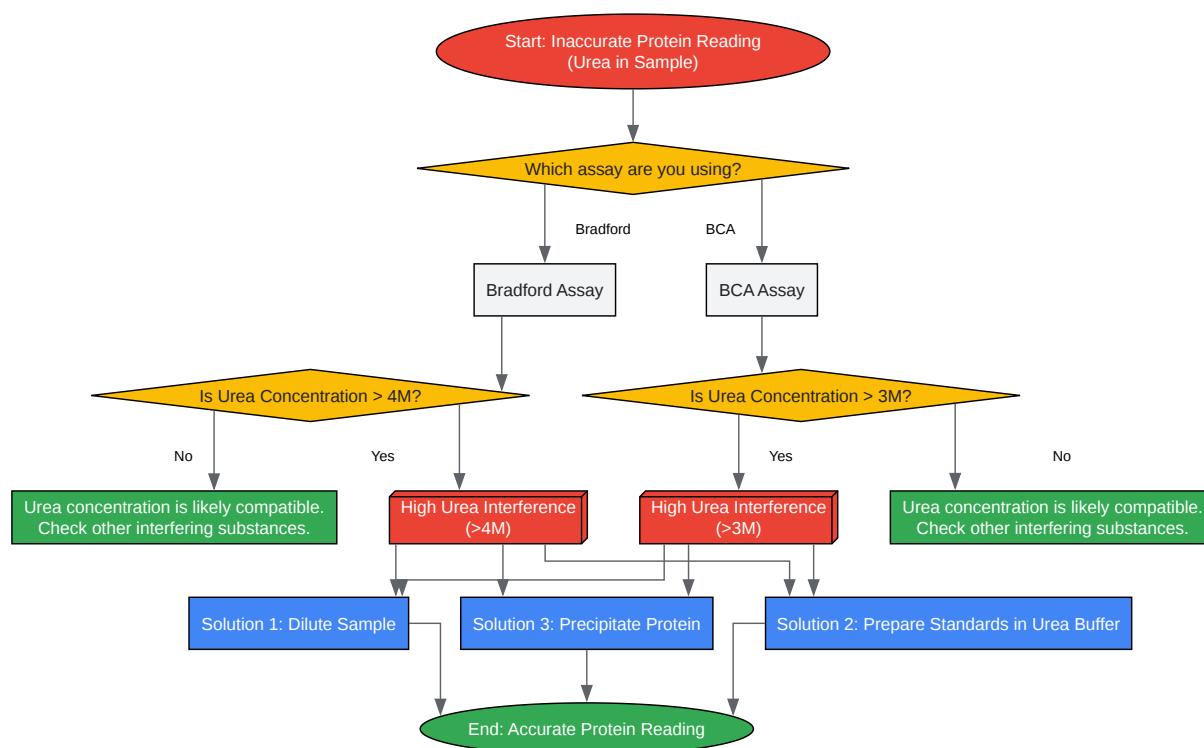 Start: Inaccurate Protein Reading
(Urea in Sample)
Which assay are you using?
Bradford
BCA
Bradford Assay
BCA Assay
Is Urea Concentration > 4M?
Is Urea Concentration > 3M?
No
Yes
Yes
No
Urea concentration is likely compatible.
Check other interfering substances.
High Urea Interference
(>4M)
High Urea Interference
(>3M)
Urea concentration is likely compatible.
Check other interfering substances.
Solution 1: Dilute Sample
Solution 3: Precipitate Protein
Solution 2: Prepare Standards in Urea Buffer
End: Accurate Protein Reading